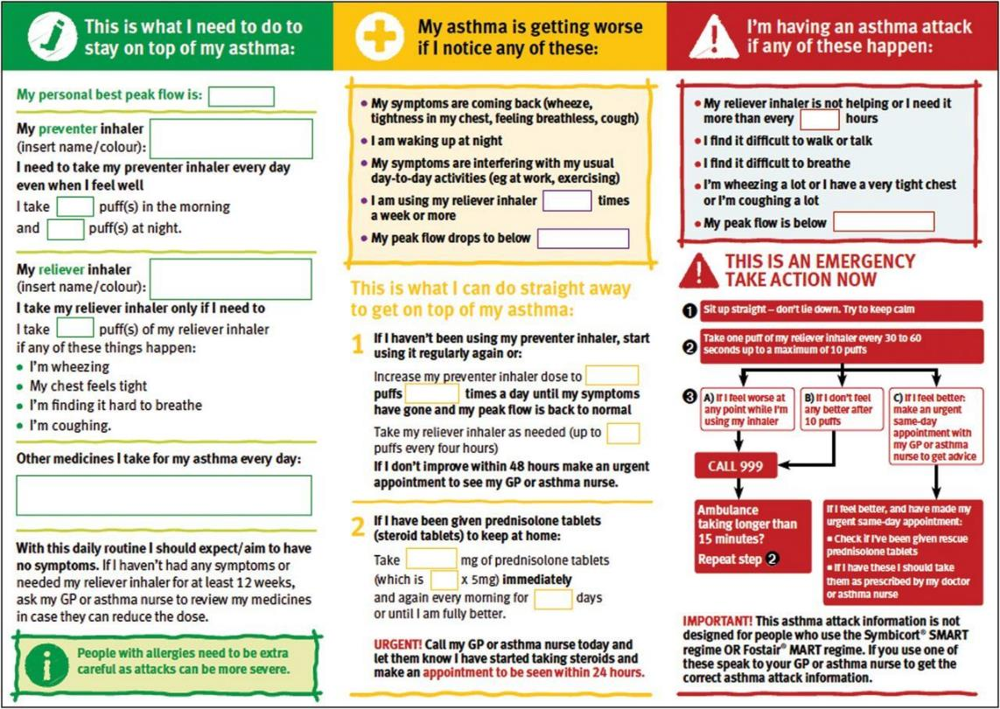 This is what I need to do to
stay on top of my asthma:
My personal best peak flow is:
My preventer inhaler
(insert name/colour):
I need to take my preventer inhaler every day
even when I feel well
I take puff(s) in the morning
and puff(s) at night.
My reliever inhaler
(insert name/colour):
I take my reliever inhaler only if I need to
I take puff(s) of my reliever inhaler
if any of these things happen:
• I'm wheezing
• My chest feels tight
• I'm finding it hard to breathe
• I'm coughing.
Other medicines I take for my asthma every day:
With this daily routine I should expect/aim to have
no symptoms. If I haven't had any symptoms or
needed my reliever inhaler for at least 12 weeks,
ask my GP or asthma nurse to review my medicines
in case they can reduce the dose.
i
People with allergies need to be extra
careful as attacks can be more severe.
My asthma is getting worse
if I notice any of these:
• My symptoms are coming back (wheeze,
tightness in my chest, feeling breathless, cough)
• I am waking up at night
• My symptoms are interfering with my usual
day-to-day activities (eg at work, exercising)
• I am using my reliever inhaler times
a week or more
• My peak flow drops to below
This is what I can do straight away
to get on top of my asthma:
1 If I haven't been using my preventer inhaler, start
using it regularly again or:
Increase my preventer inhaler dose to
puffs times a day until my symptoms
have gone and my peak flow is back to normal
Take my reliever inhaler as needed (up to
puffs every four hours)
If I don't improve within 48 hours make an urgent
appointment to see my GP or asthma nurse.
2 If I have been given prednisolone tablets
(steroid tablets) to keep at home:
Take mg of prednisolone tablets
(which is x 5mg) immediately
and again every morning for days
or until I am fully better.
URGENT! Call my GP or asthma nurse today and
let them know I have started taking steroids and
make an appointment to be seen within 24 hours.
! I'm having an asthma attack
if any of these happen:
• My reliever inhaler is not helping or I need it
more than every hours
• I find it difficult to walk or talk
• I find it difficult to breathe
• I'm wheezing a lot or I have a very tight chest
or I'm coughing a lot
• My peak flow is below
! THIS IS AN EMERGENCY
TAKE ACTION NOW
1 Sit up straight – don't lie down. Try to keep calm
2 Take one puff of my reliever inhaler every 30 to 60
seconds up to a maximum of 10 puffs
3 A) If I feel worse at
any point while I'm
using my inhaler
B) If I don't feel
any better after
10 puffs
C) If I feel better:
make an urgent
same-day
appointment with
my GP or asthma
nurse to get advice
CALL 999
Ambulance
taking longer than
15 minutes?
Repeat step 2
If I feel better, and have made my
urgent same-day appointment:
▪ Check if I've been given rescue
prednisolone tablets
▪ If I have these I should take
them as prescribed by my doctor
or asthma nurse
IMPORTANT! This asthma attack information is not
designed for people who use the Symbicort® SMART
regime OR Fostair® MART regime. If you use one of
these speak to your GP or asthma nurse to get the
correct asthma attack information.